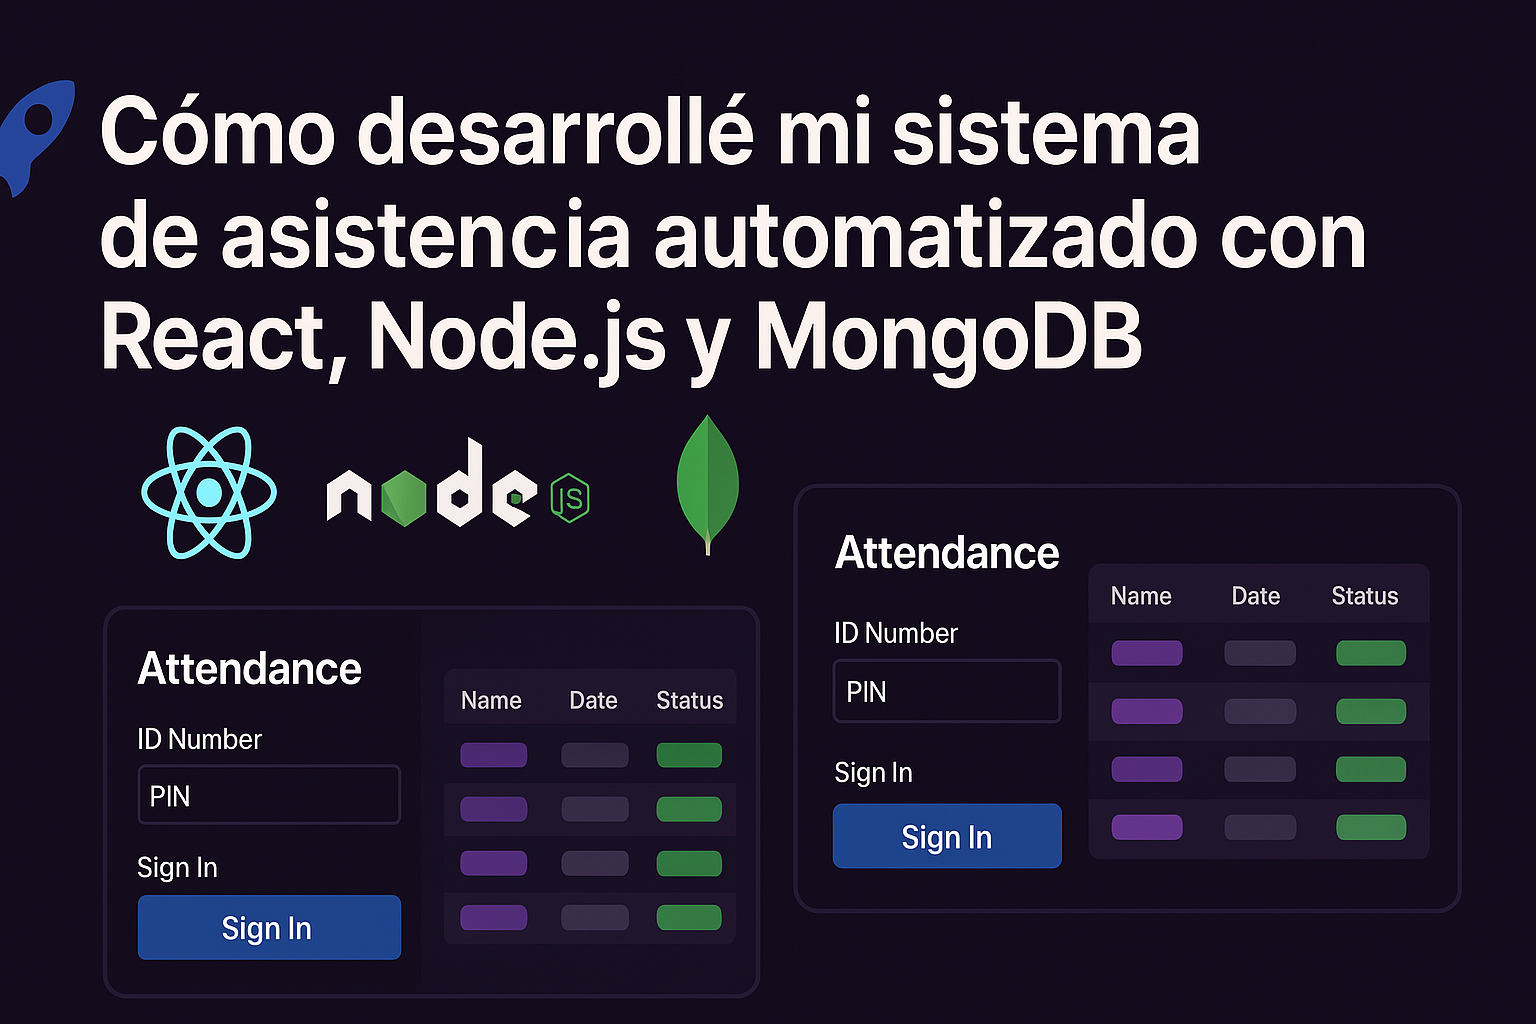 Cómo desarrollé mi sistema
de asistencia automatizado con
React, Node.js y MongoDB
node JS
Attendance
ID Number
PIN
Sign In
Sign In
Name Date Status
Attendance
ID Number
PIN
Sign In
Sign In
Name Date Status